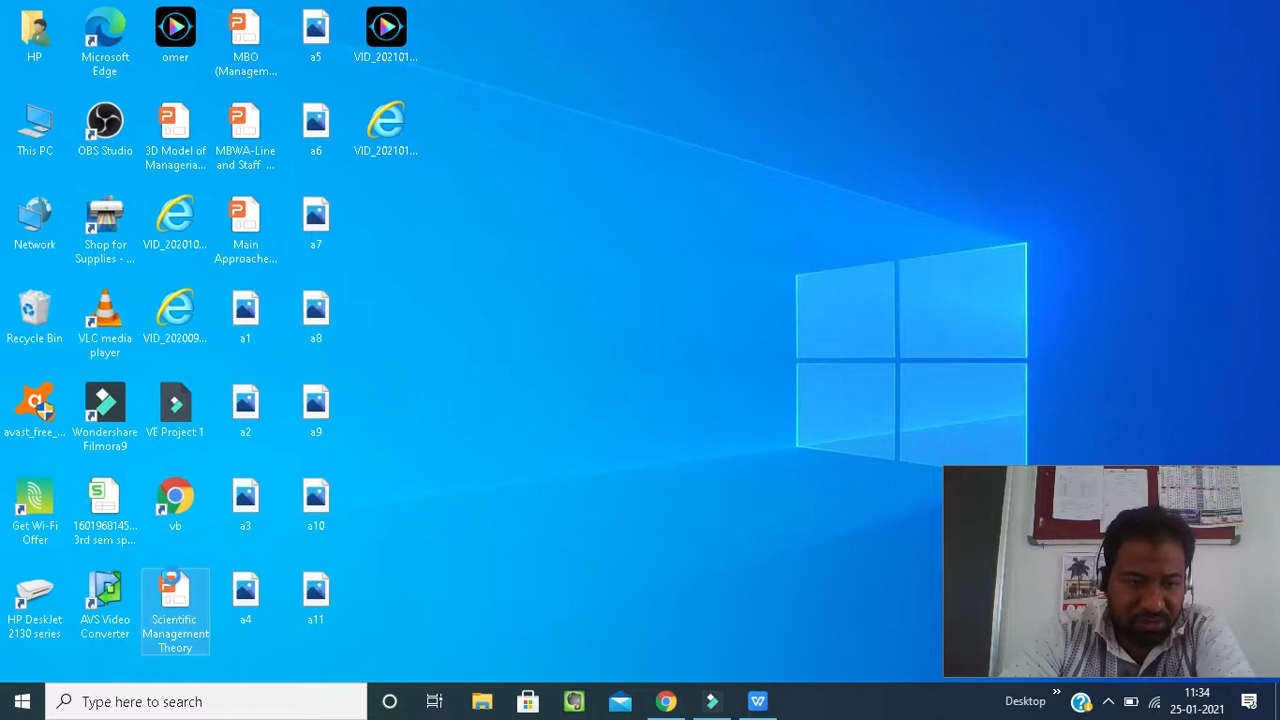 HP
Microsoft
Edge
omer
MBO
(Managem...
a5
VID_202101...
This PC
OBS Studio
3D Model of
Manageria...
MBWA-Line
and Staff ...
a6
VID_202101...
Network
Shop for
Supplies - ...
VID_202010...
Main
Approache...
a7
Recycle Bin
VLC media
player
VID_202009...
a1
a8
avast_free_...
Wondershare
Filmora9
VE Project 1
a2
a9
Get Wi-Fi
Offer
1601968145...
3rd sem sp...
vb
a3
a10
HP DeskJet
2130 series
AVS Video
Converter
Scientific
Management
Theory
a4
a11
Type here to search
Desktop
11:34
25-01-2021